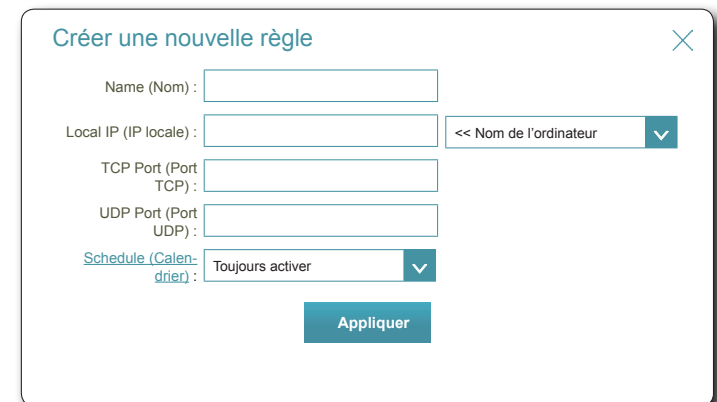 Créer une nouvelle règle
Name (Nom) :
Local IP (IP locale) :
<< Nom de l'ordinateur
TCP Port (Port
TCP) :
UDP Port (Port
UDP) :
Schedule (Calen-
drier) :
Toujours activer
Appliquer